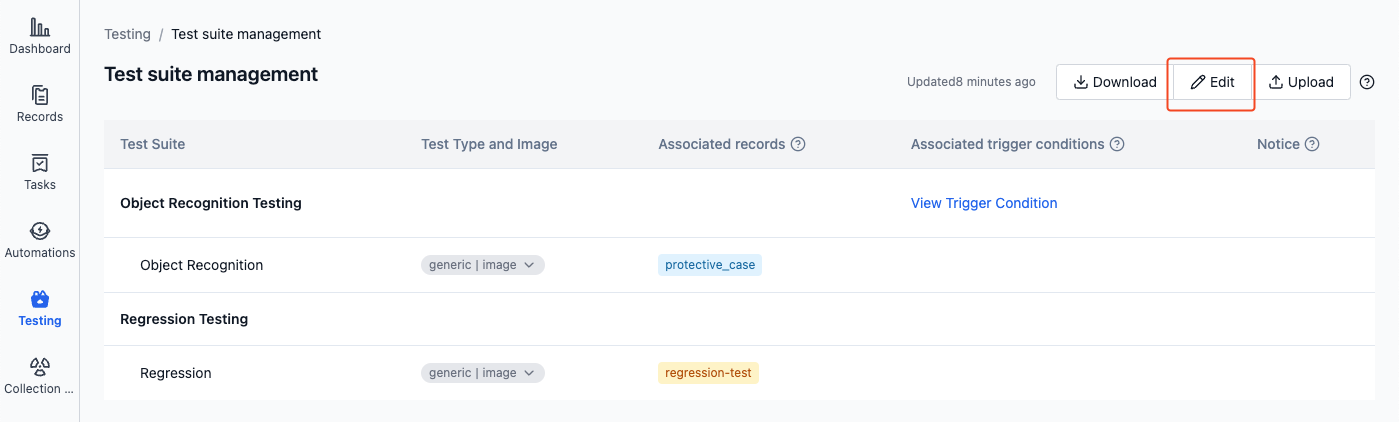 Dashboard
Records
Tasks
Automations
Testing
Collection ...
Testing / Test suite management
Test suite management
Updated8 minutes ago
Download
Edit
Upload
Test Suite
Test Type and Image
Associated records
Associated trigger conditions
Notice
Object Recognition Testing
View Trigger Condition
Object Recognition
generic | image
protective_case
Regression Testing
Regression
generic | image
regression-test